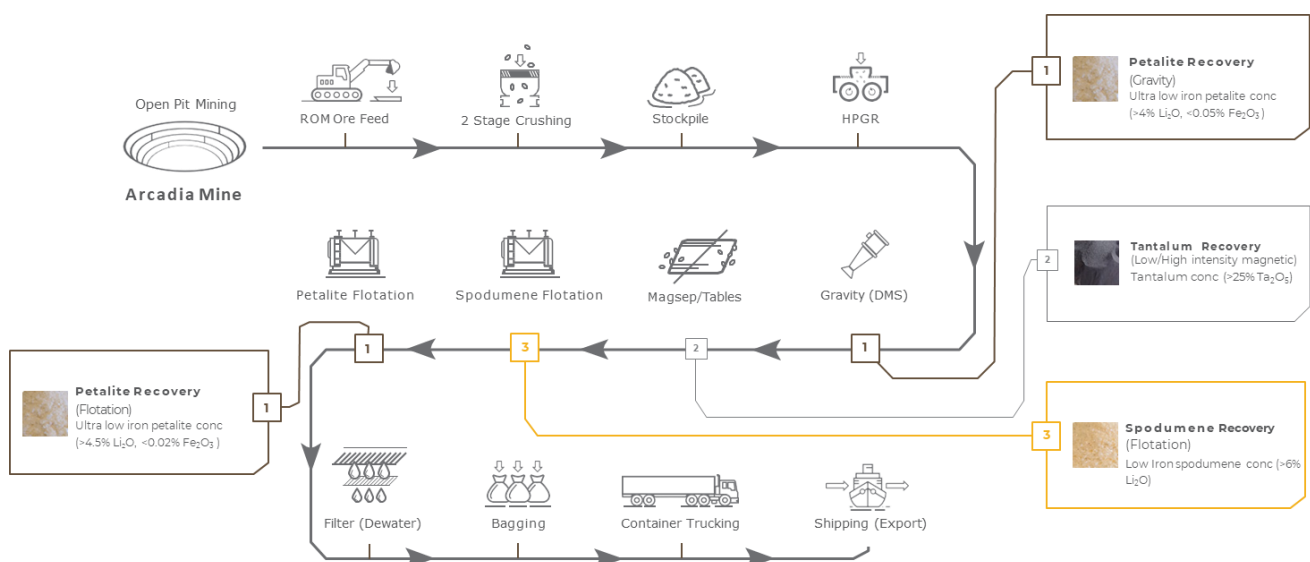 Open Pit Mining
Arcadia Mine
ROM Ore Feed
2 Stage Crushing
Stockpile
HPGR
1
Petalite Recovery
(Gravity)
Ultra low iron petalite conc
(>4% Li₂O, <0.05% Fe₂O₃ )
Petalite Flotation
Spodumene Flotation
Magsep/Tables
Gravity (DMS)
2
Tantalum Recovery
(Low/High intensity magnetic)
Tantalum conc (>25% Ta₂O₅)
1
3
2
1
1
Petalite Recovery
(Flotation)
Ultra low iron petalite conc
(>4.5% Li₂O, <0.02% Fe₂O₃ )
3
Spodumene Recovery
(Flotation)
Low Iron spodumene conc (>6%
Li₂O)
Filter (Dewater)
Bagging
Container Trucking
Shipping (Export)